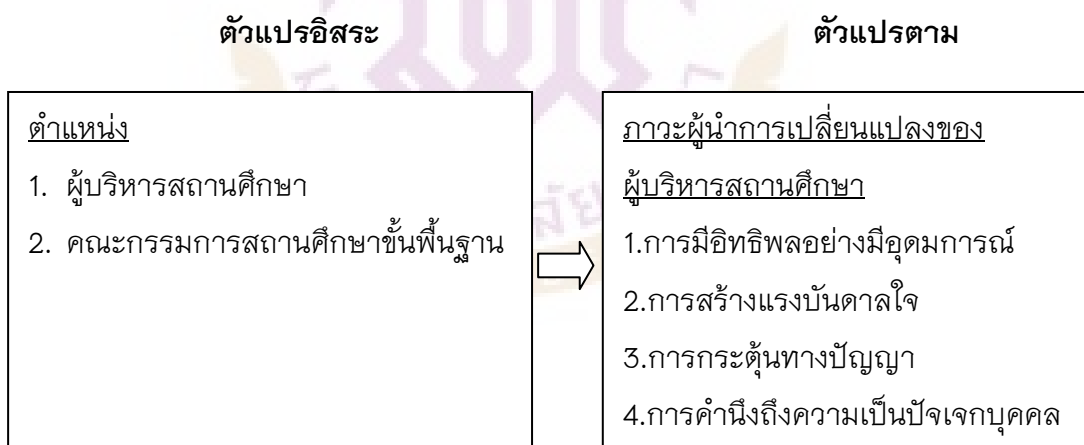 ตัวแปรอิสระ
ตัวแปรตาม
ตำแหน่ง
1. ผู้บริหารสถานศึกษา
2. คณะกรรมการสถานศึกษาขั้นพื้นฐาน
ภาวะผู้นำการเปลี่ยนแปลงของ
ผู้บริหารสถานศึกษา
1.การมีอิทธิพลอย่างมีอุดมการณ์
2.การสร้างแรงบันดาลใจ
3.การกระตุ้นทางปัญญา
4.การคำนึงถึงความเป็นปัจเจกบุคคล